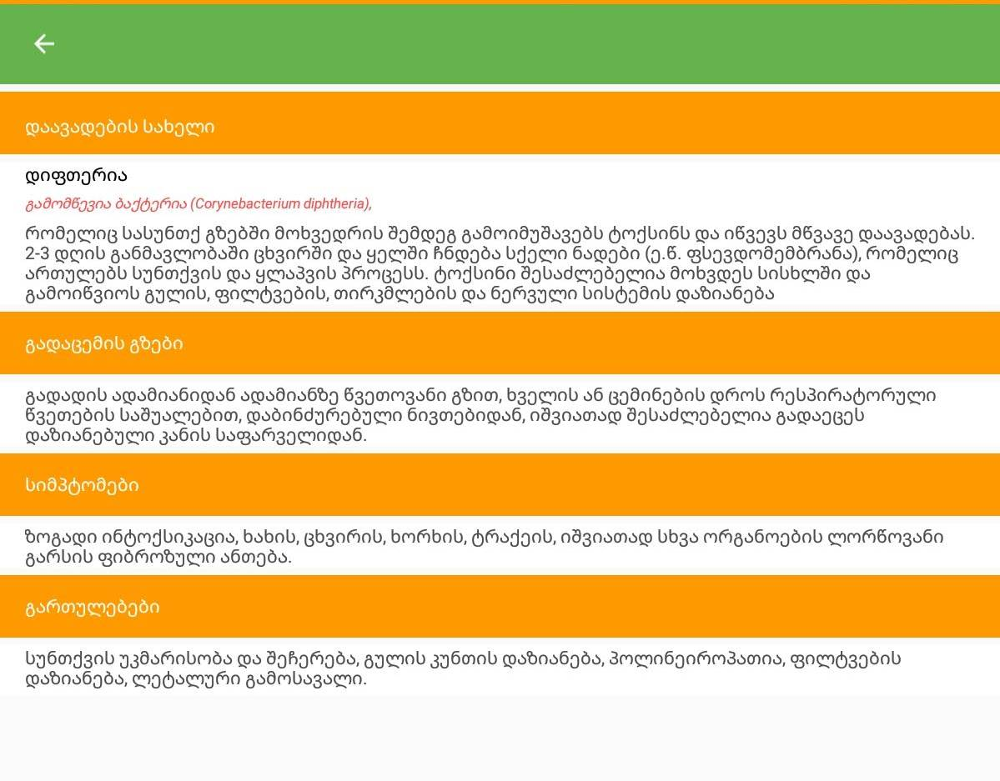 დაავადების სახელი
დიფთერია
გამომწევია ბაქტერია (Corynebacterium diphtheria),
რომელიც სასუნთქ გზებში მოხვედრის შემდეგ გამოიმუშავებს ტოქსინს და იწვევს მწვავე დაავადებას.
2-3 დღის განმავლობაში ცხვირში და ყელში ჩნდება სქელი ნადები (ე.წ. ფსევდომემბრანა), რომელიც
ართულებს სუნთქვის და ყლაპვის პროცესს. ტოქსინი შესაძლებელია მოხვდეს სისხლში და
გამოიწვიოს გულის, ფილტვების, თირკმლების და ნერვული სისტემის დაზიანება
გადაცემის გზები
გადადის ადამიანიდან ადამიანზე წვეთოვანი გზით, ხველის ან ცემინების დროს რესპირატორული
წვეთების საშუალებით, დაბინძურებული ნივთებიდან, იშვიათად შესაძლებელია გადაეცეს
დაზიანებული კანის საფარველიდან.
სიმპტომები
ზოგადი ინტოქსიკაცია, ხახის, ცხვირის, ხორხის, ტრაქეის, იშვიათად სხვა ორგანოების ლორწოვანი
გარსის ფიბროზული ანთება.
გართულებები
სუნთქვის უკმარისობა და შეჩერება, გულის კუნთის დაზიანება, პოლინეიროპათია, ფილტვების
დაზიანება, ლეტალური გამოსავალი.